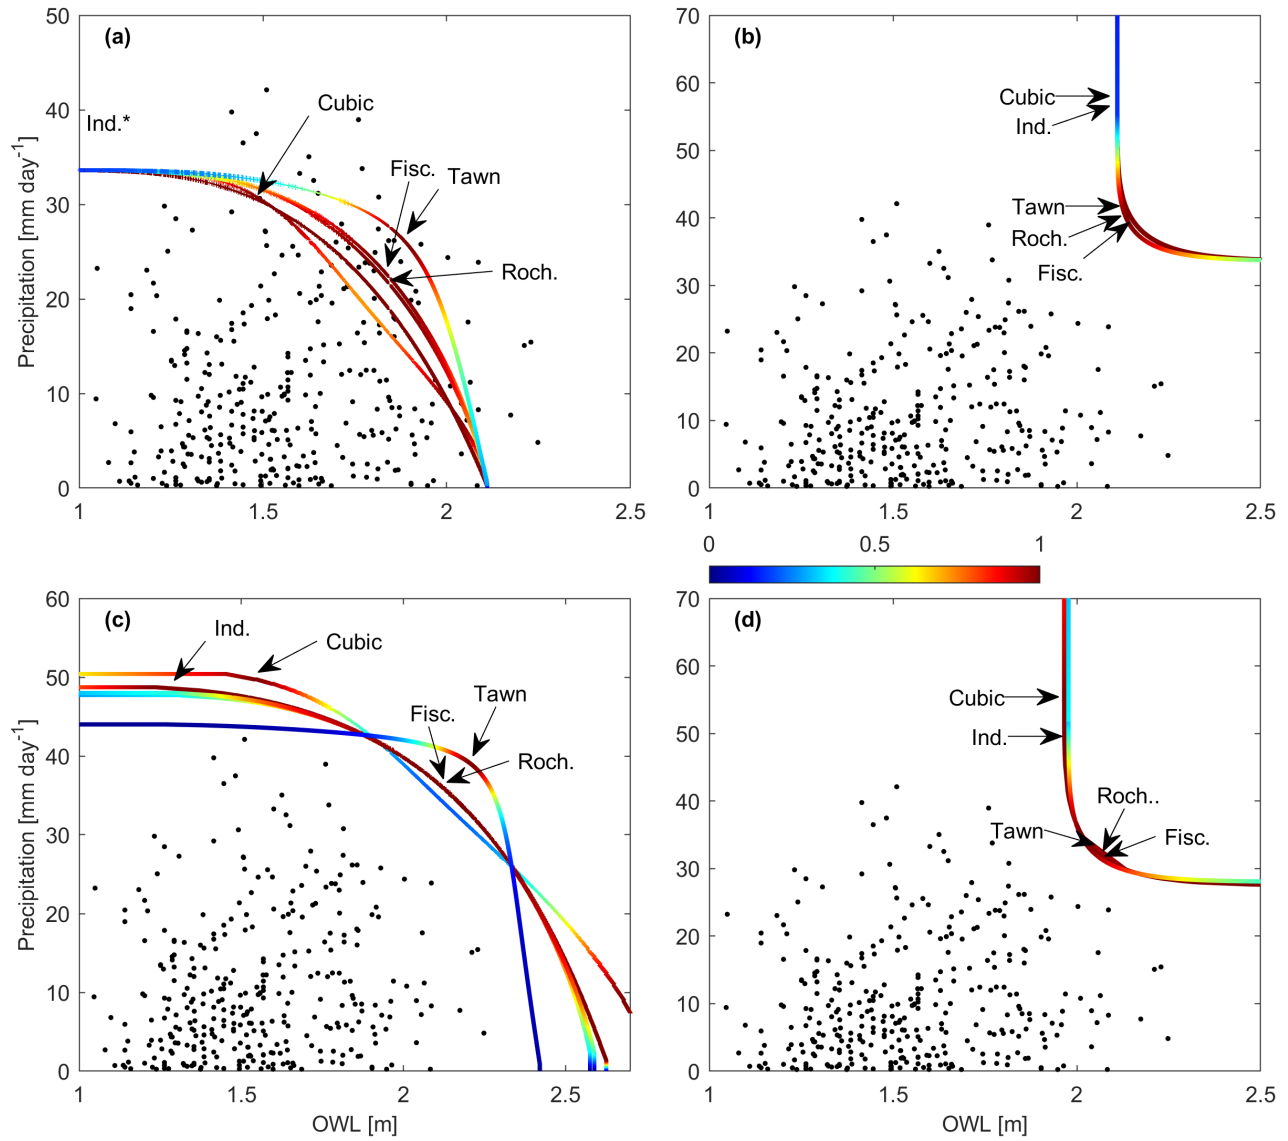 (a)
50
40
30
20
10
0
Precipitation [mm day-1]
Ind.*
Cubic
Fisc.
Tawn
Roch.
1 1.5 2 2.5
(b)
70
60
50
40
30
20
10
0
Cubic
Ind.
Tawn
Roch.
Fisc.
1 1.5 2 2.5
0 0.5 1
(c)
60
50
40
30
20
10
0
Precipitation [mm day-1]
Ind.
Cubic
Tawn
Fisc.
Roch.
1 1.5 2 2.5
OWL [m]
(d)
70
60
50
40
30
20
10
0
Cubic
Ind.
Roch..
Tawn
Fisc.
1 1.5 2 2.5
OWL [m]